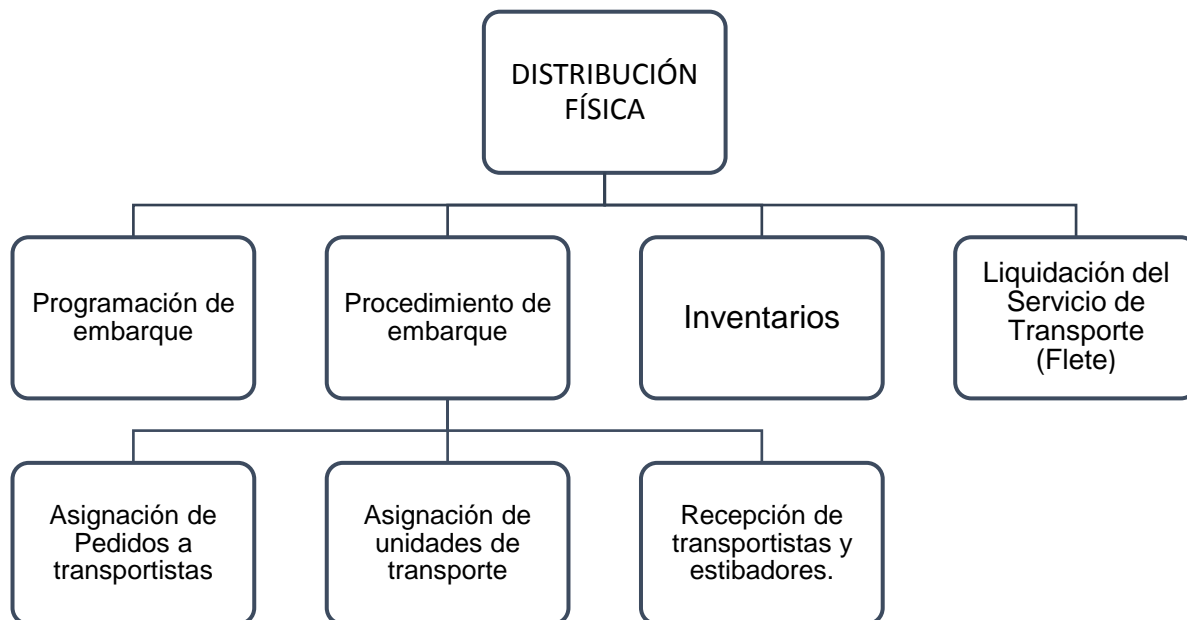 DISTRIBUCIÓN
FÍSICA
Programación de
embarque
Procedimiento de
embarque
Inventarios
Liquidación del
Servicio de
Transporte
(Flete)
Asignación de
Pedidos a
transportistas
Asignación de
unidades de
transporte
Recepción de
transportistas y
estibadores.